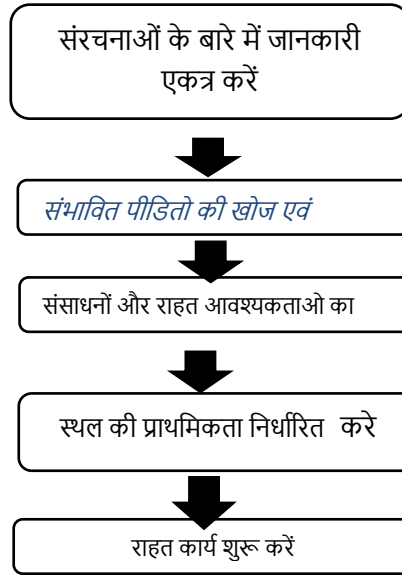 संरचनाओं के बारे में जानकारी
एकत्र करें
संभावित पीडितो की खोज एवं
संसाधनों और राहत आवश्यकताओ का
स्थल की प्राथमिकता निर्धारित करे
राहत कार्य शुरू करें